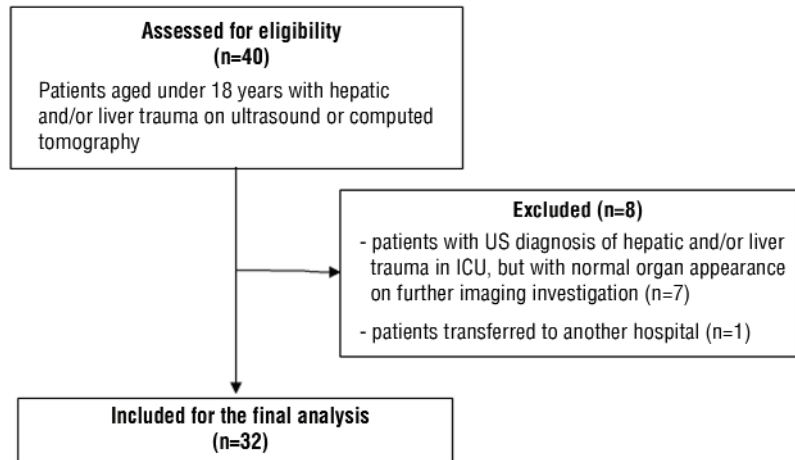 Assessed for eligibility
(n=40)
Patients aged under 18 years with hepatic
and/or liver trauma on ultrasound or computed
tomography
Excluded (n=8)
- patients with US diagnosis of hepatic and/or liver
trauma in ICU, but with normal organ appearance
on further imaging investigation (n=7)
- patients transferred to another hospital (n=1)
Included for the final analysis
(n=32)